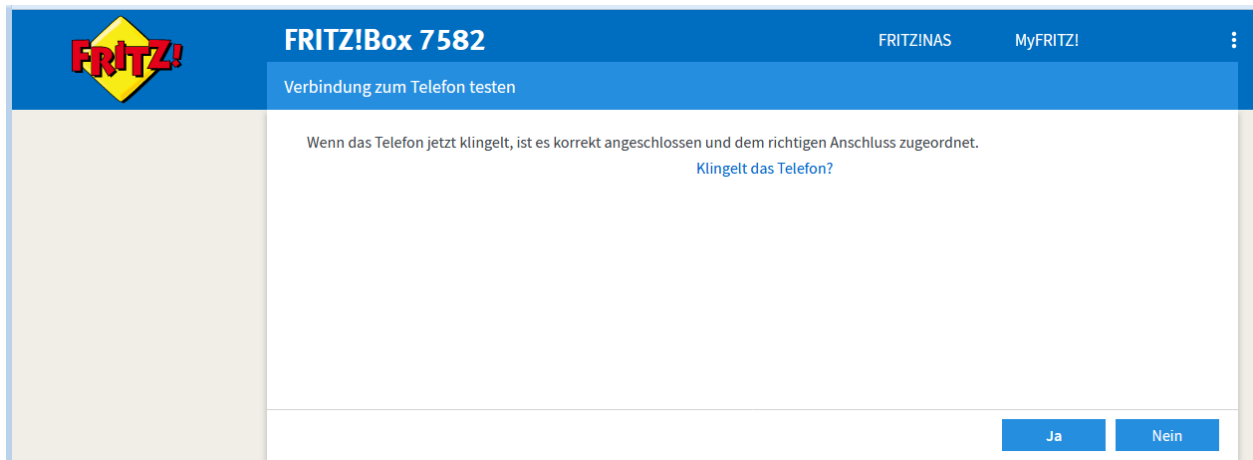 FRITZ!
FRITZ!Box 7582
FRITZ!NAS
MyFRITZ!
Verbindung zum Telefon testen
Wenn das Telefon jetzt klingelt, ist es korrekt angeschlossen und dem richtigen Anschluss zugeordnet.
Klingelt das Telefon?
Ja
Nein